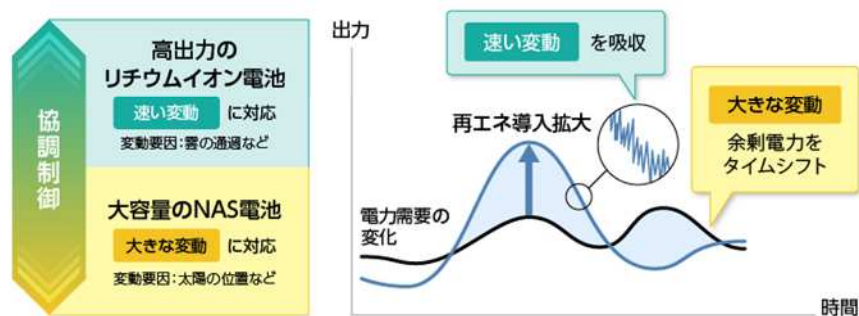 協調制御
高出力の
リチウムイオン電池
速い変動 に対応
変動要因：雲の通過など
大容量のNAS電池
大きな変動 に対応
変動要因：太陽の位置など
出力
速い変動 を吸収
再エネ導入拡大
大きな変動
余剰電力を
タイムシフト
電力需要の
変化
時間